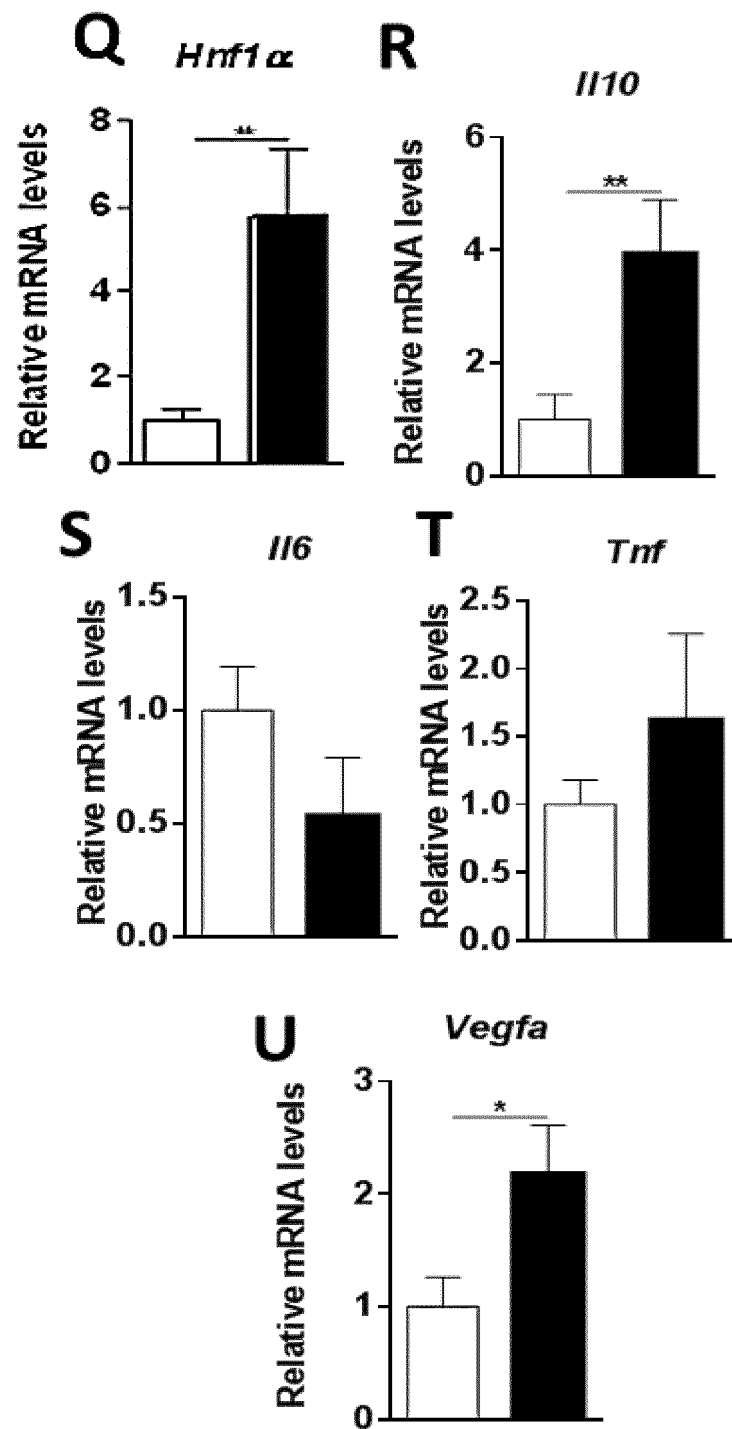 Q Hnf1α
Relative mRNA levels
8
6
4
2
0
**
R Il10
Relative mRNA levels
6
4
2
0
**
S Il6
Relative mRNA levels
1.5
1.0
0.5
0.0
T Tnf
Relative mRNA levels
2.5
2.0
1.5
1.0
0.5
0.0
U Vegfa
Relative mRNA levels
3
2
1
0
*